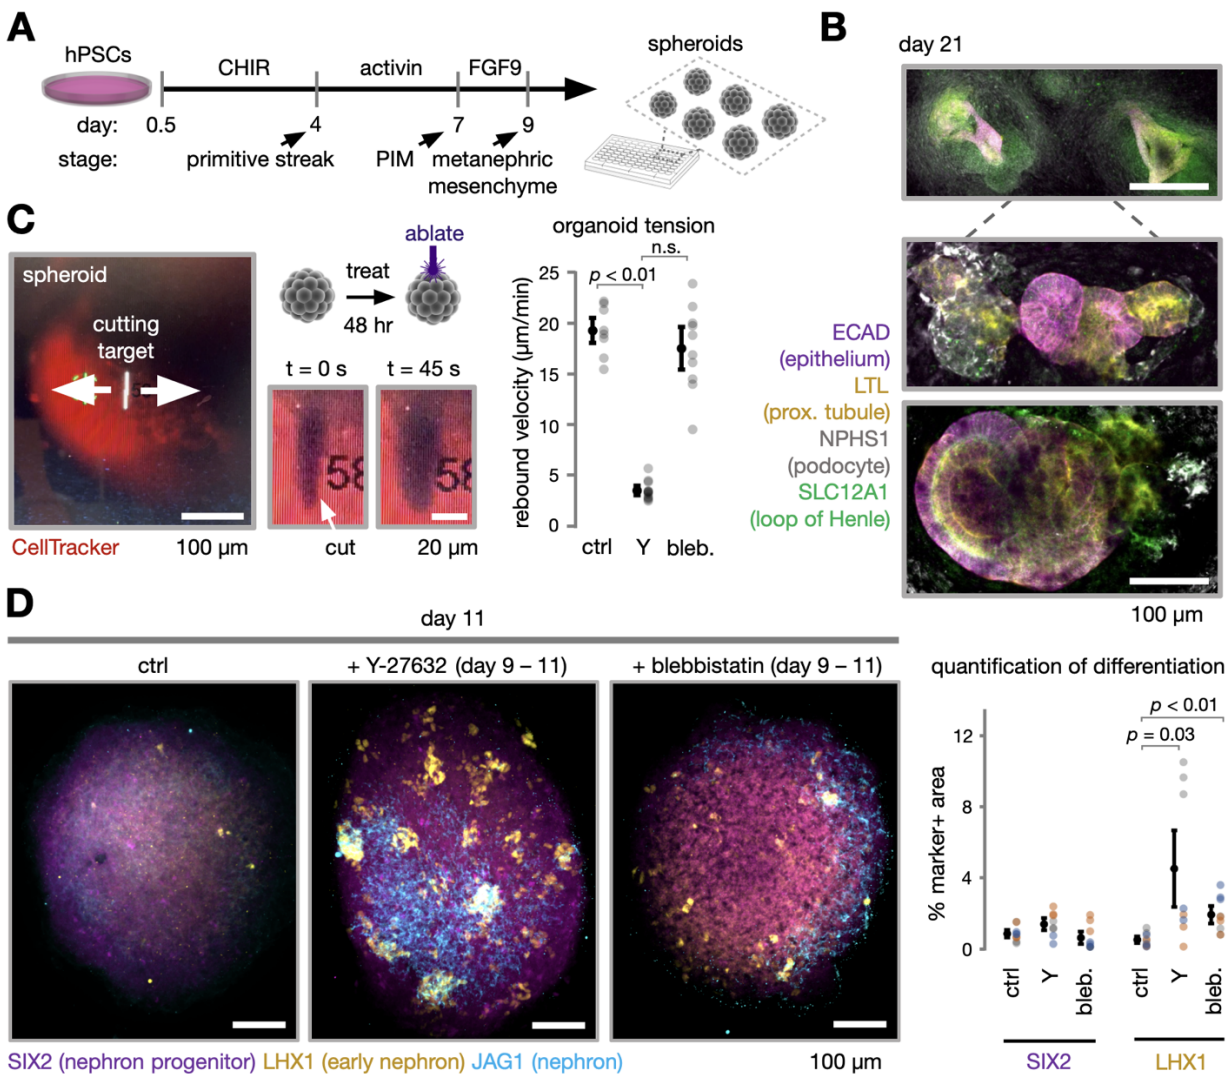 A
hPSCs
CHIR
activin
FGF9
day:
0.5
4
7
9
stage:
primitive streak
PIM
metanephric
mesenchyme
spheroids
B
day 21
ECAD
(epithelium)
LTL
(prox. tubule)
NPHS1
(podocyte)
SLC12A1
(loop of Henle)
100 µm
C
spheroid
cutting
target
CellTracker
100 µm
ablate
treat
48 hr
t = 0 s
t = 45 s
58
58
cut
20 µm
organoid tension
n.s.
p < 0.01
rebound velocity (µm/min)
25
20
15
10
5
0
ctrl
Y
bleb.
D
day 11
ctrl
+ Y-27632 (day 9 – 11)
+ blebbistatin (day 9 – 11)
SIX2 (nephron progenitor) LHX1 (early nephron) JAG1 (nephron)
100 µm
quantification of differentiation
p < 0.01
p = 0.03
% marker+ area
12
8
4
0
ctrl
Y
bleb.
ctrl
Y
bleb.
SIX2
LHX1